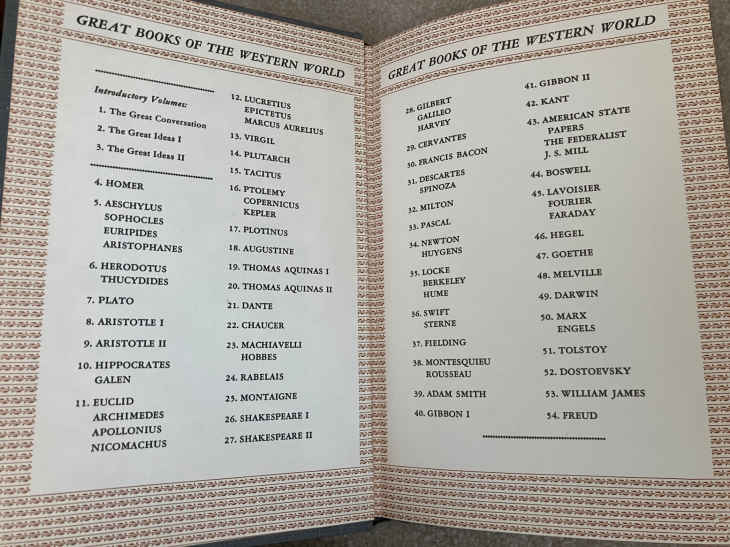 GREAT BOOKS OF THE WESTERN WORLD
Introductory Volumes:
1. The Great Conversation
2. The Great Ideas I
3. The Great Ideas II
4. HOMER
5. AESCHYLUS
SOPHOCLES
EURIPIDES
ARISTOPHANES
6. HERODOTUS
THUCYDIDES
7. PLATO
8. ARISTOTLE I
9. ARISTOTLE II
10. HIPPOCRATES
GALEN
11. EUCLID
ARCHIMEDES
APOLLONIUS
NICOMACHUS
12. LUCRETIUS
EPICTETUS
MARCUS AURELIUS
13. VIRGIL
14. PLUTARCH
15. TACITUS
16. PTOLEMY
COPERNICUS
KEPLER
17. PLOTINUS
18. AUGUSTINE
19. THOMAS AQUINAS I
20. THOMAS AQUINAS II
21. DANTE
22. CHAUCER
23. MACHIAVELLI
HOBBES
24. RABELAIS
25. MONTAIGNE
26. SHAKESPEARE I
27. SHAKESPEARE II
GREAT BOOKS OF THE WESTERN WORLD
28. GILBERT
GALILEO
HARVEY
29. CERVANTES
30. FRANCIS BACON
31. DESCARTES
SPINOZA
32. MILTON
33. PASCAL
34. NEWTON
HUYGENS
35. LOCKE
BERKELEY
HUME
36. SWIFT
STERNE
37. FIELDING
38. MONTESQUIEU
ROUSSEAU
39. ADAM SMITH
40. GIBBON I
41. GIBBON II
42. KANT
43. AMERICAN STATE
PAPERS
THE FEDERALIST
J. S. MILL
44. BOSWELL
45. LAVOISIER
FOURIER
FARADAY
46. HEGEL
47. GOETHE
48. MELVILLE
49. DARWIN
50. MARX
ENGELS
51. TOLSTOY
52. DOSTOEVSKY
53. WILLIAM JAMES
54. FREUD